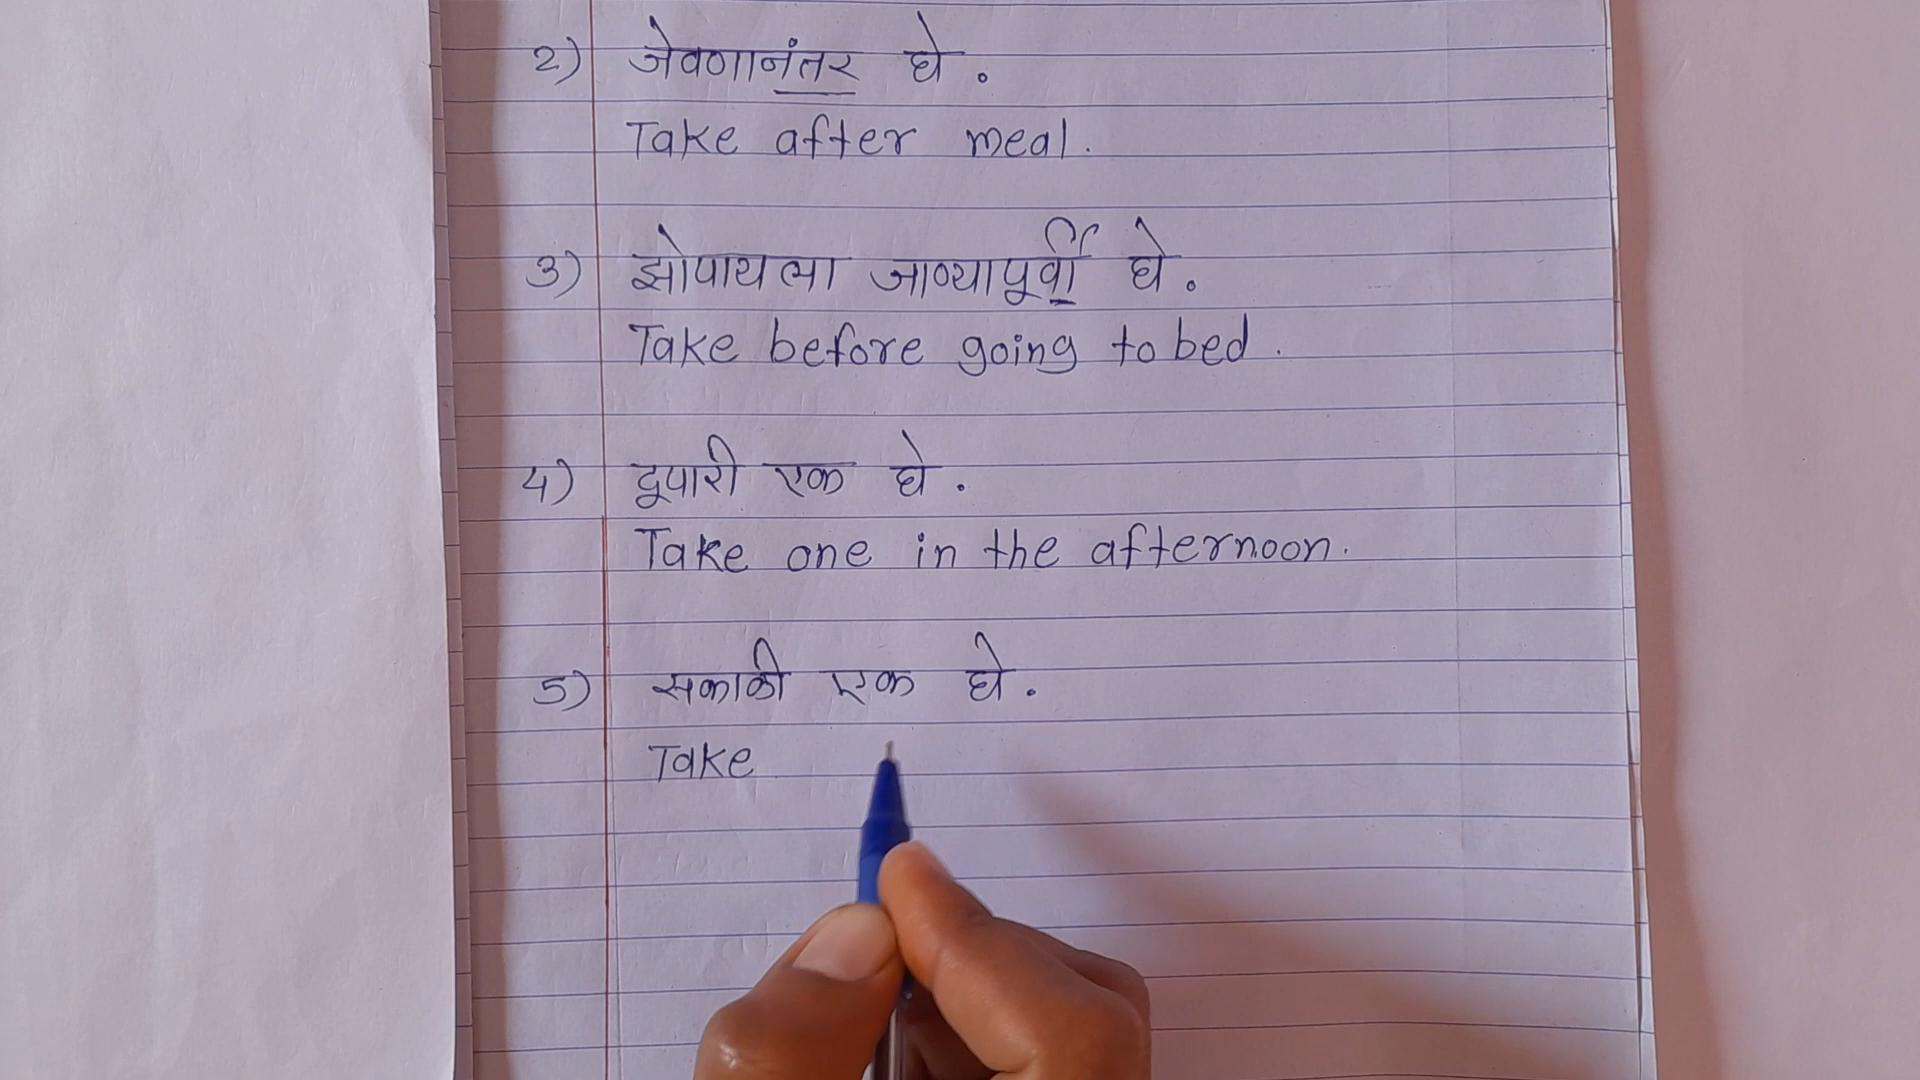 2) जेवणानंतर घे.
Take after meal.
3) झोपायला जाण्यापूर्वी घे.
Take before going to bed.
4) दूपारी एक घे.
Take one in the afternoon.
5) सकाळी एक घे.
Take